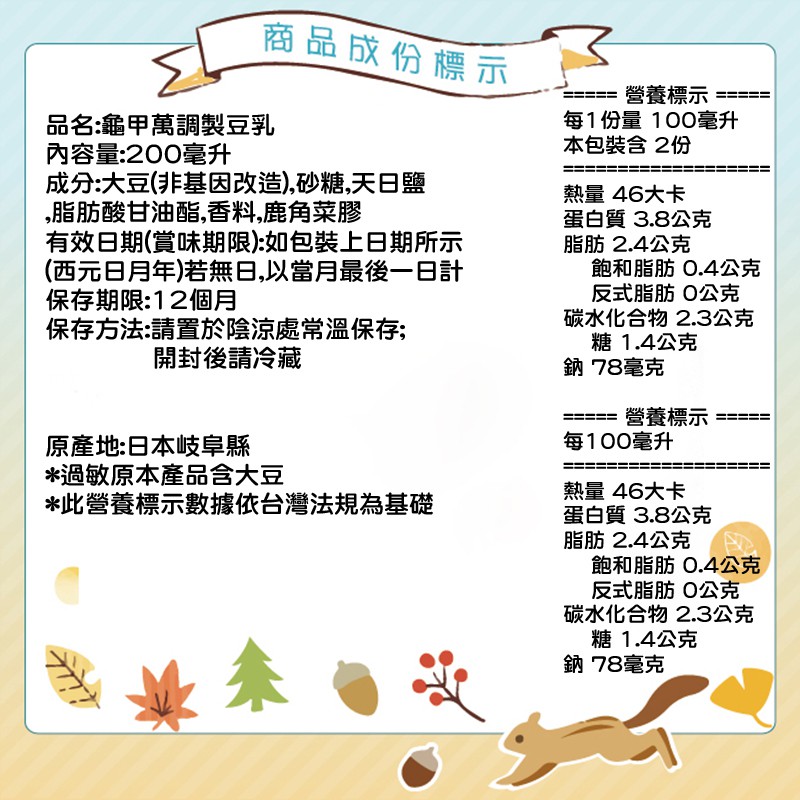 商品成份標示
品名:龜甲萬調製豆乳
內容量:200毫升
成分:大豆(非基因改造),砂糖,天日鹽
,脂肪酸甘油酯,香料,鹿角菜膠
有效日期(賞味期限):如包裝上日期所示
(西元日月年)若無日,以當月最後一日計
保存期限:12個月
保存方法:請置於陰涼處常溫保存;
開封後請冷藏
原產地:日本岐阜縣
*過敏原本產品含大豆
*此營養標示數據依台灣法規為基礎
===== 營養標示 =====
每1份量 100毫升
本包裝含 2份
===================
熱量 46大卡
蛋白質 3.8公克
脂肪 2.4公克
飽和脂肪 0.4公克
反式脂肪 0公克
碳水化合物 2.3公克
糖 1.4公克
鈉 78毫克
===== 營養標示 =====
每100毫升
===================
熱量 46大卡
蛋白質 3.8公克
脂肪 2.4公克
飽和脂肪 0.4公克
反式脂肪 0公克
碳水化合物 2.3公克
糖 1.4公克
鈉 78毫克